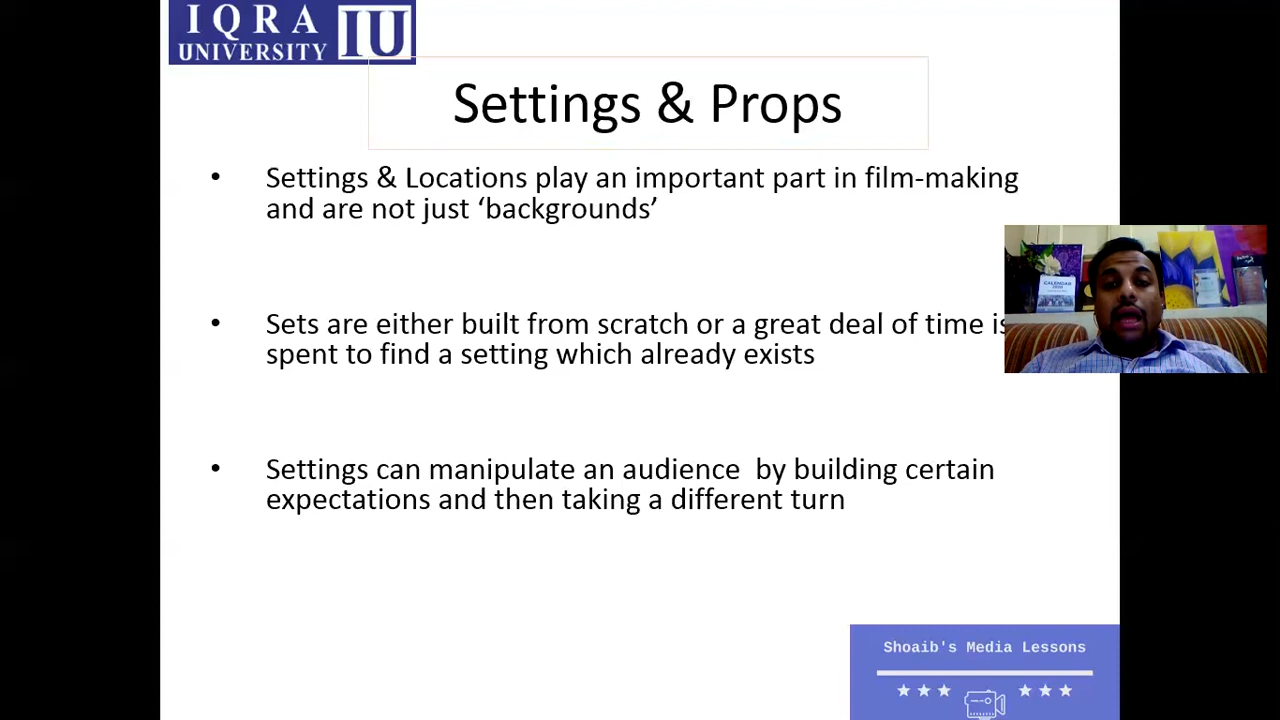 IQRA
UNIVERSITY IU
Settings & Props
• Settings & Locations play an important part in film-making
and are not just ‘backgrounds’
• Sets are either built from scratch or a great deal of time is
spent to find a setting which already exists
CALENDAR
• Settings can manipulate an audience  by building certain
expectations and then taking a different turn
Shoaib's Media Lessons